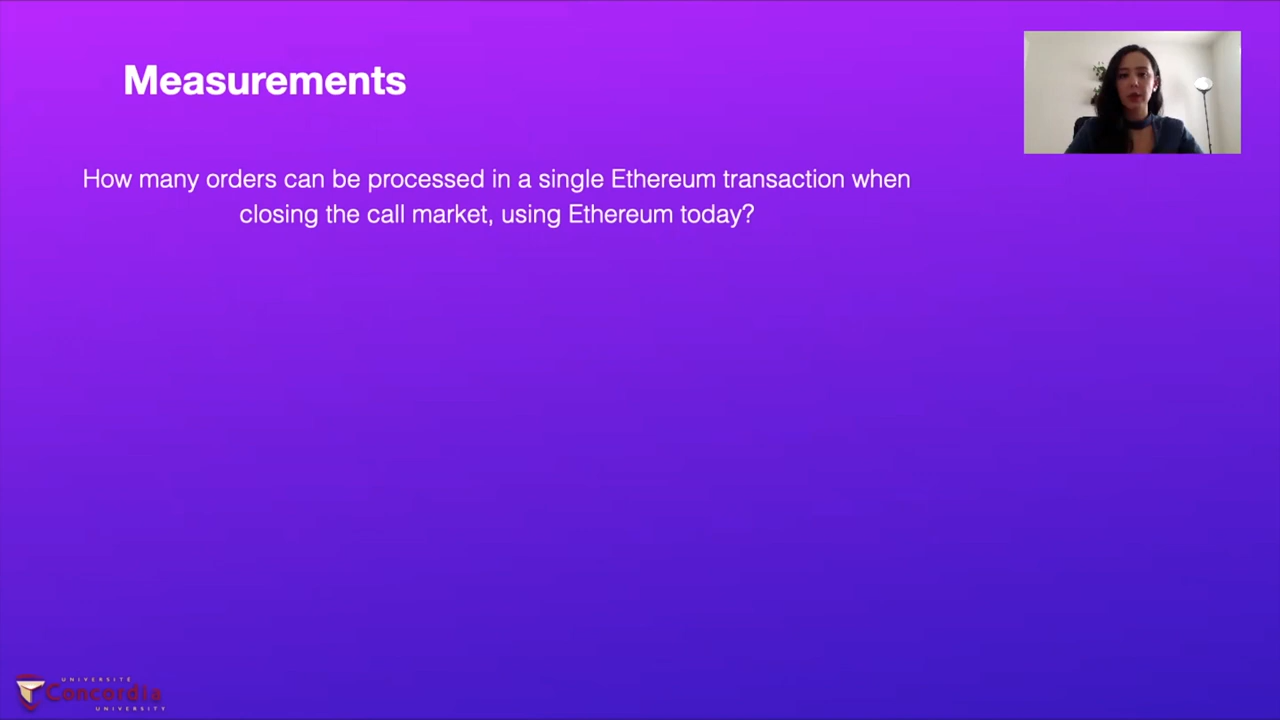 Measurements
How many orders can be processed in a single Ethereum transaction when
closing the call market, using Ethereum today?
UNIVERSITÉ
Concordia
UNIVERSITY